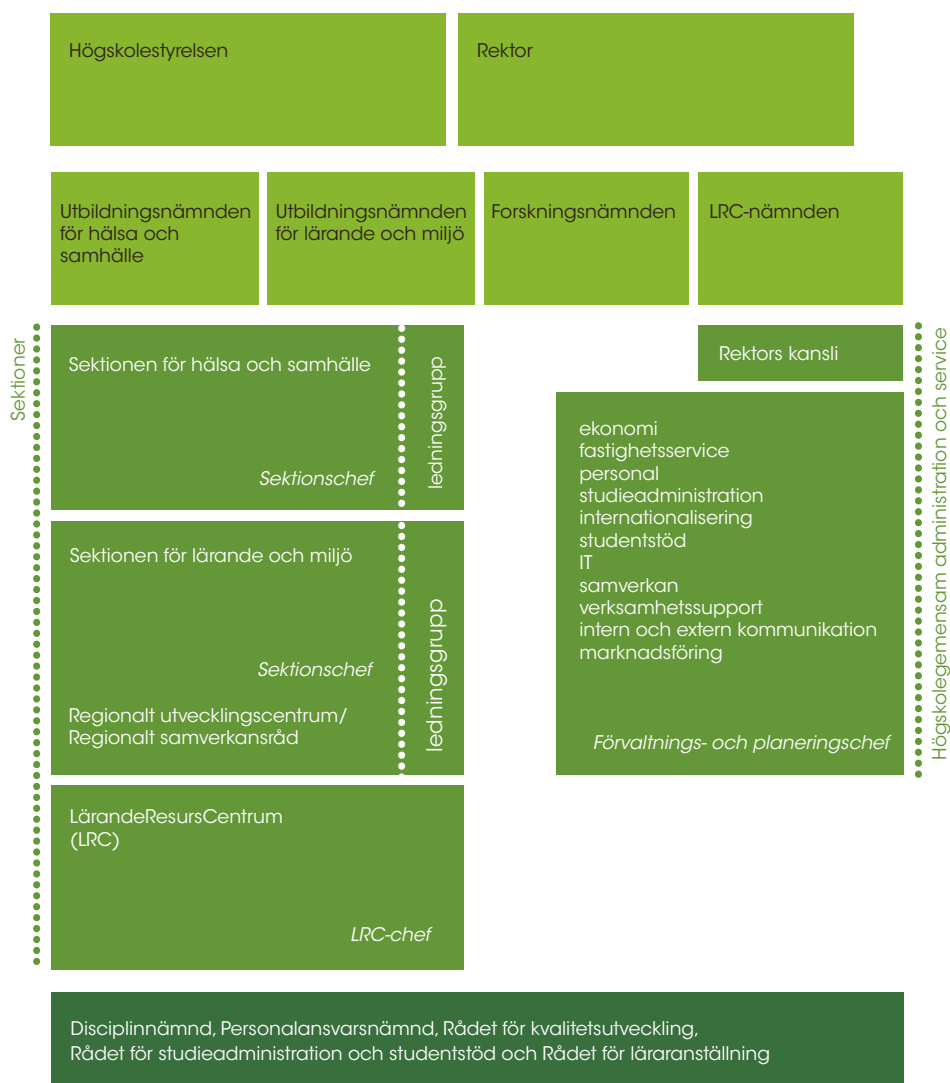 Högskolestyrelsen
Rektor
Utbildningsnämnden
för hälsa och
samhälle
Utbildningsnämnden
för lärande och miljö
Forskningsnämnden
LRC-nämnden
Sektioner
Sektionen för hälsa och samhälle
Sektionschef
ledningsgrupp
Sektionen för lärande och miljö
Sektionschef
Regionalt utvecklingscentrum/
Regionalt samverkansråd
ledningsgrupp
LärandeResursCentrum
(LRC)
LRC-chef
Rektors kansli
ekonomi
fastighetsservice
personal
studieadministration
internationalisering
studentstöd
IT
samverkan
verksamhetssupport
intern och extern kommunikation
marknadsföring
Förvaltnings- och planeringschef
Högskolegemensam administration och service
Disciplinnämnd, Personalansvarsnämnd, Rådet för kvalitetsutveckling,
Rådet för studieadministration och studentstöd och Rådet för läraranställning